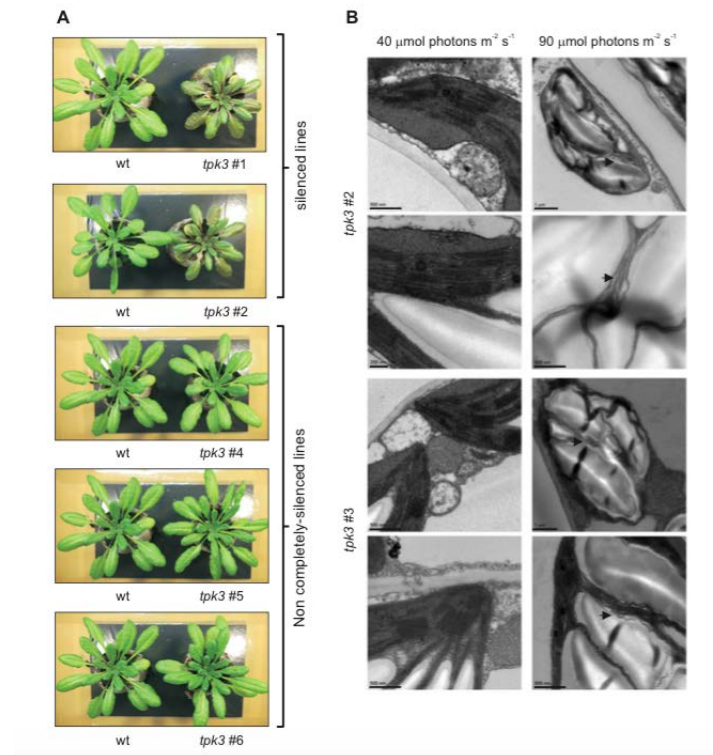 A
wt tpk3 #1
wt tpk3 #2
silenced lines
wt tpk3 #4
wt tpk3 #5
wt tpk3 #6
Non completely-silenced lines
B
40 µmol photons m⁻² s⁻¹ 90 µmol photons m⁻² s⁻¹
tpk3 #2
tpk3 #3